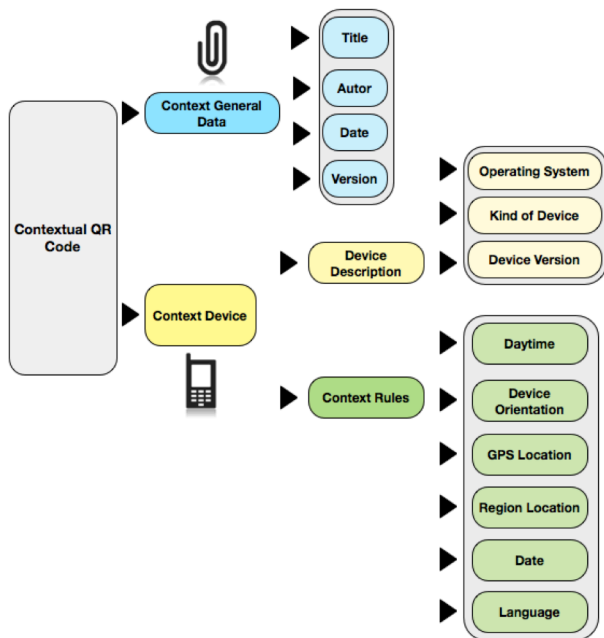 Title
Context General
Data
Autor
Date
Version
Contextual QR
Code
Operating System
Kind of Device
Device
Description
Device Version
Context Device
Context Rules
Daytime
Device
Orientation
GPS Location
Region Location
Date
Language